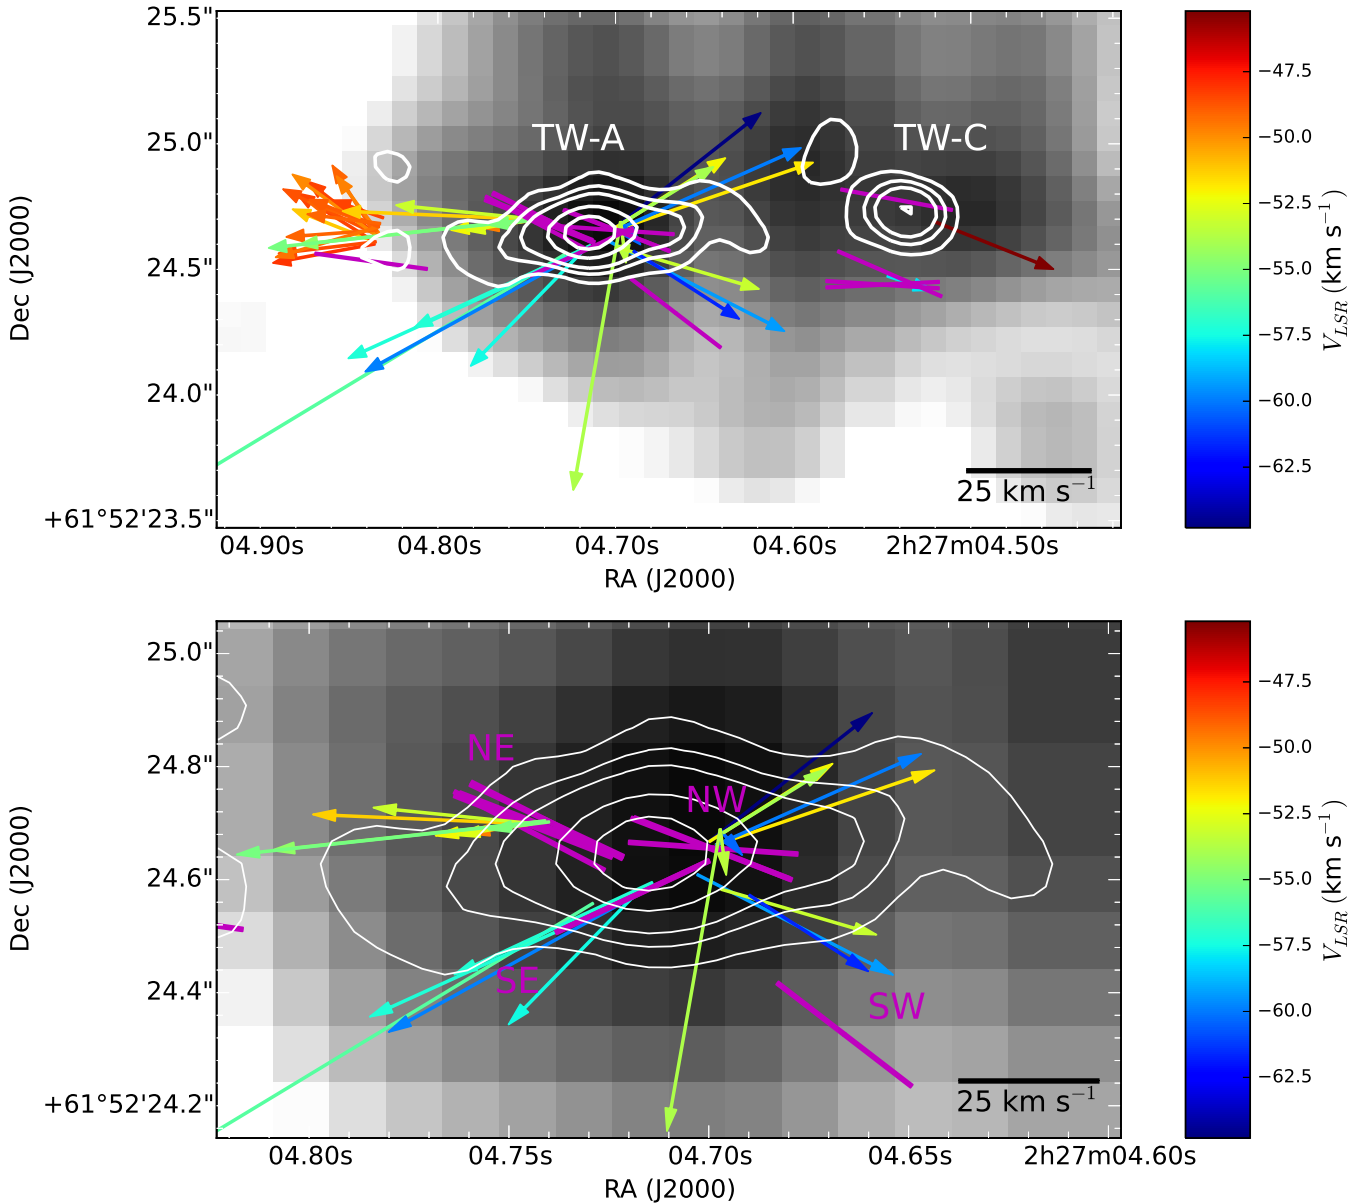 25.5"
25.0"
24.5"
24.0"
+61°52'23.5"
Dec (J2000)
TW-A
TW-C
25 km s⁻¹
04.90s
04.80s
04.70s
04.60s
2h27m04.50s
RA (J2000)
−47.5
−50.0
−52.5
−55.0
−57.5
−60.0
−62.5
V_LSR (km s⁻¹)
25.0"
24.8"
24.6"
24.4"
+61°52'24.2"
Dec (J2000)
NE
NW
SE
SW
25 km s⁻¹
04.80s
04.75s
04.70s
04.65s
2h27m04.60s
RA (J2000)
−47.5
−50.0
−52.5
−55.0
−57.5
−60.0
−62.5
V_LSR (km s⁻¹)